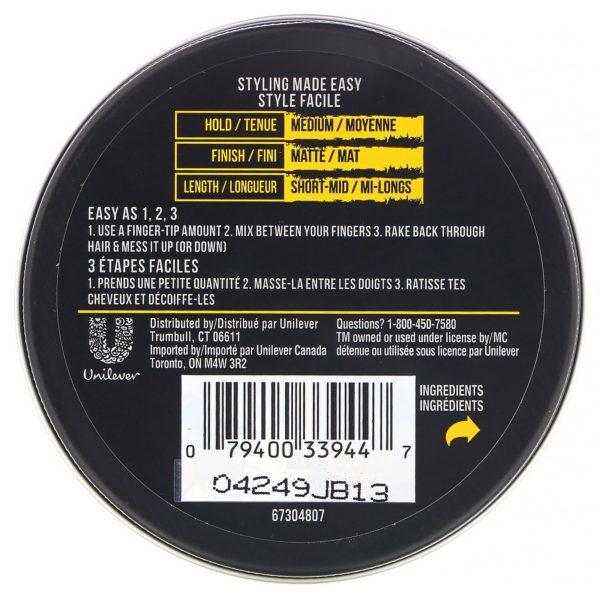 STYLING MADE EASY
STYLE FACILE
HOLD / TENUE MEDIUM / MOYENNE
FINISH / FINI MATTE / MAT
LENGTH / LONGUEUR SHORT-MID / MI-LONGS
EASY AS 1, 2, 3
1. USE A FINGER-TIP AMOUNT 2. MIX BETWEEN YOUR FINGERS 3. RAKE BACK THROUGH
HAIR & MESS IT UP (OR DOWN)
3 ÉTAPES FACILES
1. PRENDS UNE PETITE QUANTITÉ 2. MASSE-LA ENTRE LES DOIGTS 3. RATISSE TES
CHEVEUX ET DÉCOIFFE-LES
Unilever
Distributed by/Distribué par Unilever
Trumbull, CT 06611
Imported by/Importé par Unilever Canada
Toronto, ON M4W 3R2
Questions? 1-800-450-7580
TM owned or used under license by/MC
détenue ou utilisée sous licence par Unilever
INGREDIENTS
INGRÉDIENTS
0 79400 33944 7
04249JB13
67304807